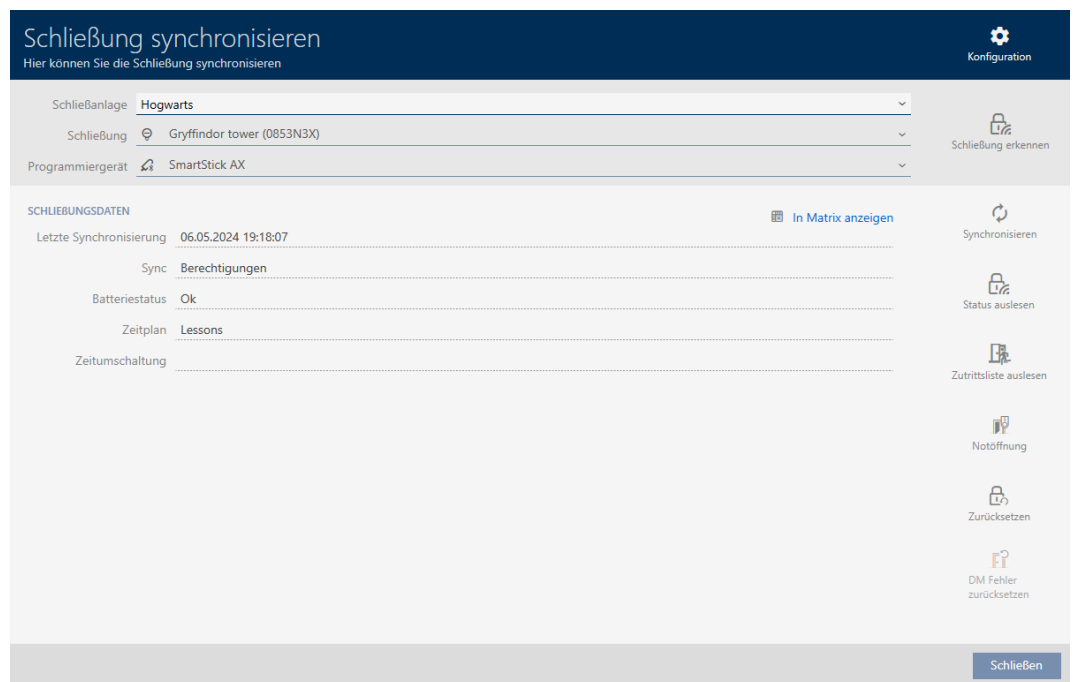 Schließung synchronisieren
Hier können Sie die Schließung synchronisieren
Konfiguration
Schließanlage Hogwarts
Schließung Gryffindor tower (0853N3X)
Programmiergerät SmartStick AX
Schließung erkennen
SCHLIEßUNGSDATEN
In Matrix anzeigen
Letzte Synchronisierung 06.05.2024 19:18:07
Sync Berechtigungen
Batteriestatus Ok
Zeitplan Lessons
Zeitumschaltung
Synchronisieren
Status auslesen
Zutrittsliste auslesen
Notöffnung
Zurücksetzen
DM Fehler
zurücksetzen
Schließen